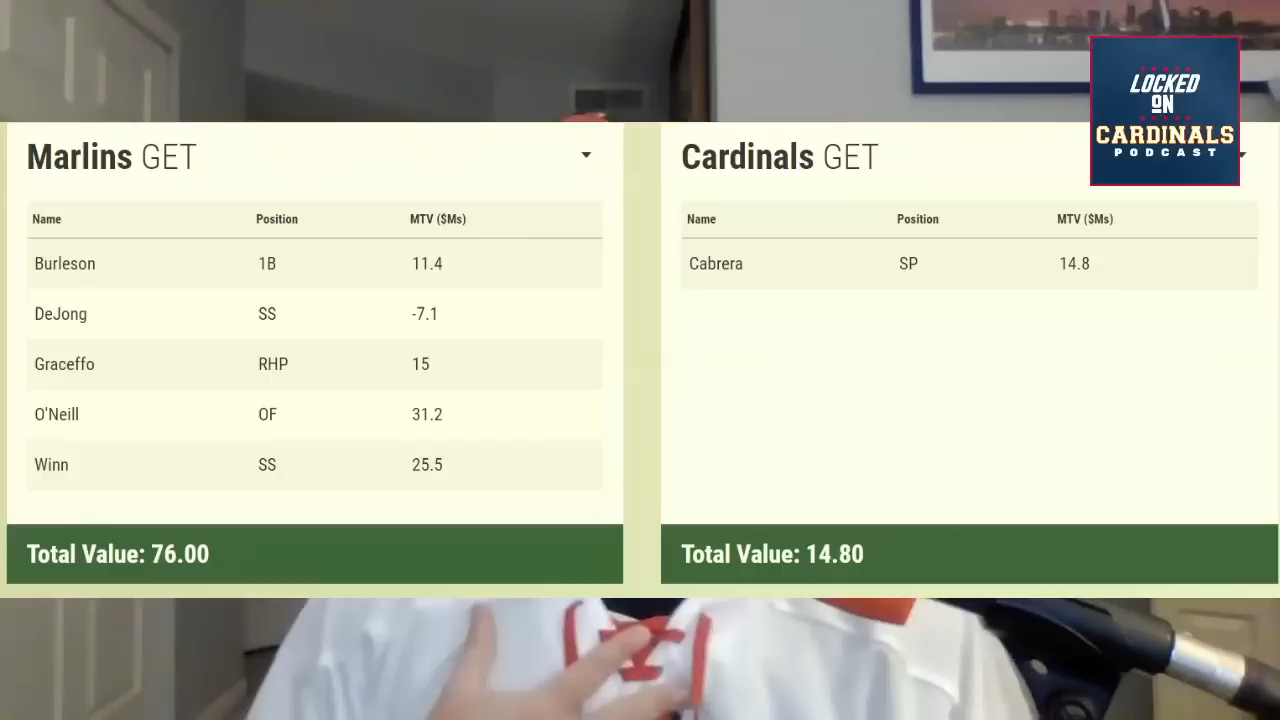 LOCKED
ON
CARDINALS
PODCAST
Marlins GET
Name Position MTV ($Ms)
Burleson 1B 11.4
DeJong SS -7.1
Graceffo RHP 15
O'Neill OF 31.2
Winn SS 25.5
Total Value: 76.00
Cardinals GET
Name Position MTV ($Ms)
Cabrera SP 14.8
Total Value: 14.80